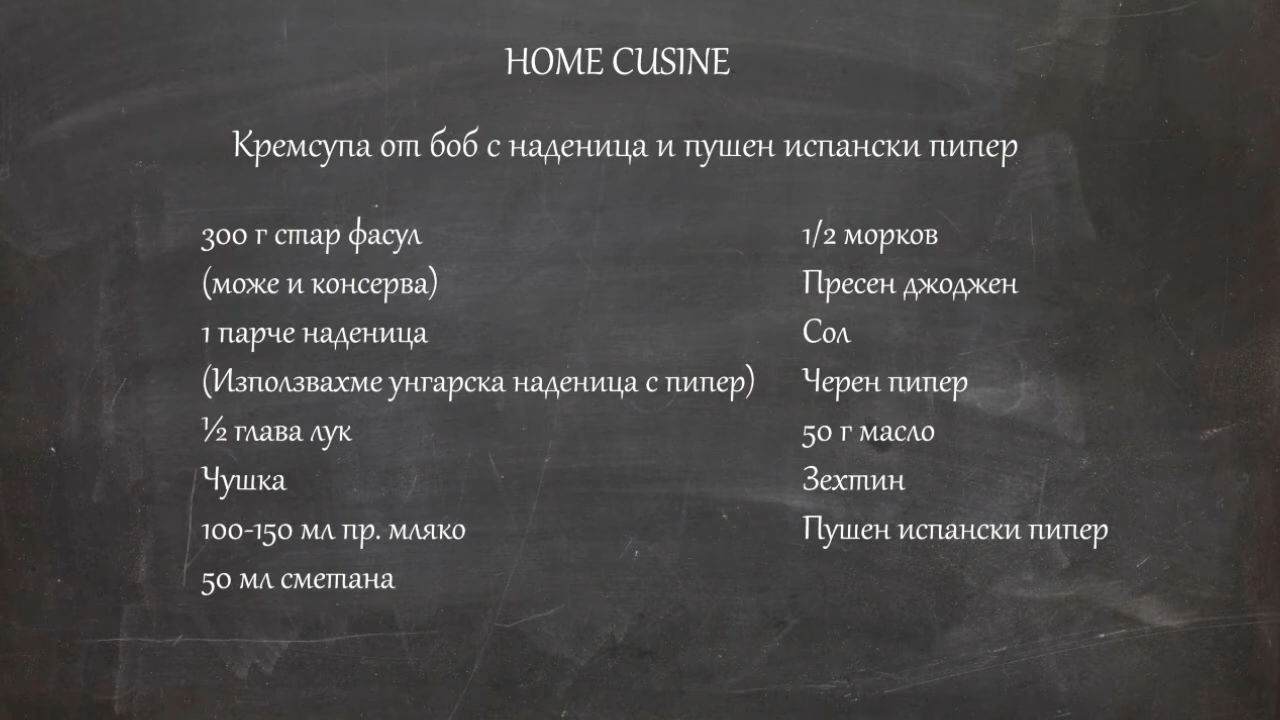 HOME CUSINE
Кремсупа от боб с наденица и пушен испански пипер
300 г стар фасул
(може и консерва)
1 парче наденица
(Използвахме унгарска наденица с пипер)
½ глава лук
Чушка
100-150 мл пр. мляко
50 мл сметана
1/2 морков
Пресен джоджен
Сол
Черен пипер
50 г масло
Зехтин
Пушен испански пипер